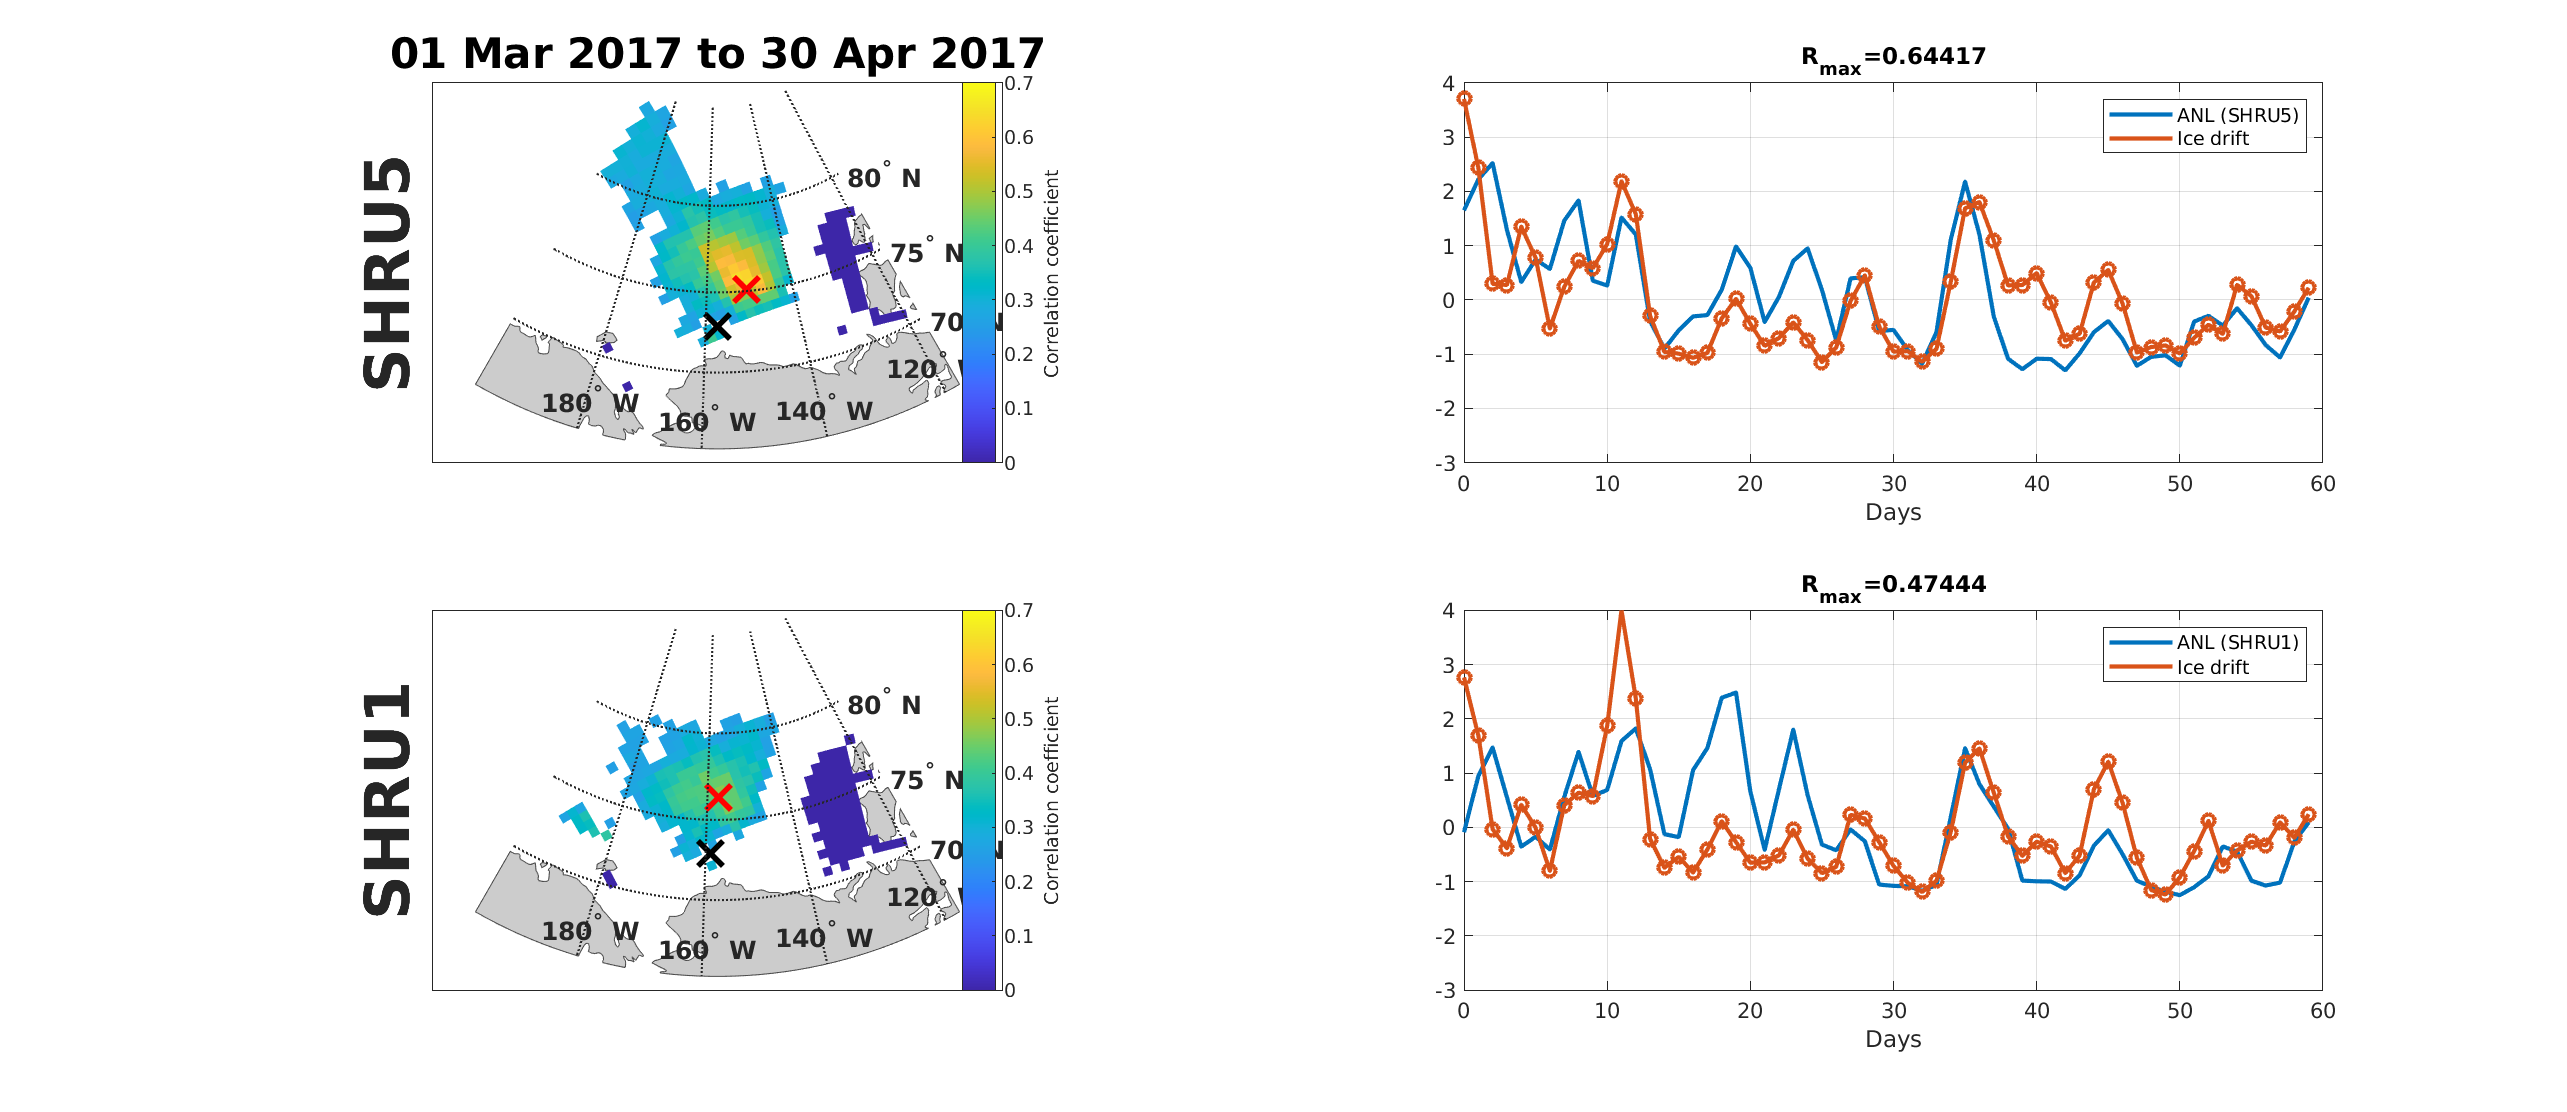 01 Mar 2017 to 30 Apr 2017
SHRU5
80° N
75° N
70° N
180° W
160° W
140° W
120° W
0.7
0.6
0.5
0.4
0.3
0.2
0.1
0
Correlation coefficient
Rmax=0.64417
ANL (SHRU5)
Ice drift
4
3
2
1
0
-1
-2
-3
0 10 20 30 40 50 60
Days
SHRU1
80° N
75° N
70° N
180° W
160° W
140° W
120° W
0.7
0.6
0.5
0.4
0.3
0.2
0.1
0
Correlation coefficient
Rmax=0.47444
ANL (SHRU1)
Ice drift
4
3
2
1
0
-1
-2
-3
0 10 20 30 40 50 60
Days